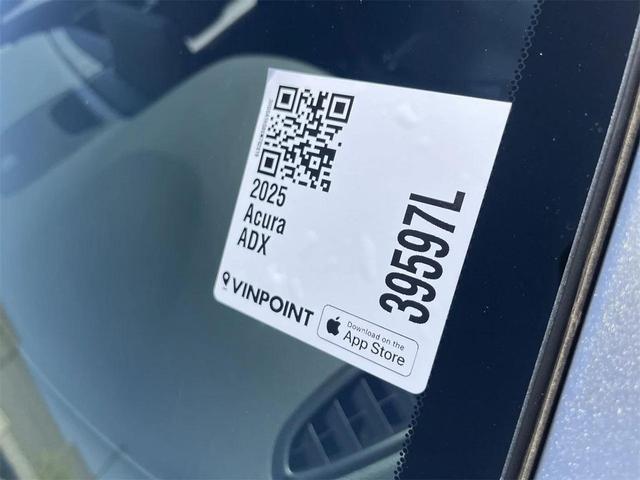 2025
Acura
ADX
39597L
VINPOINT
Download on the
App Store